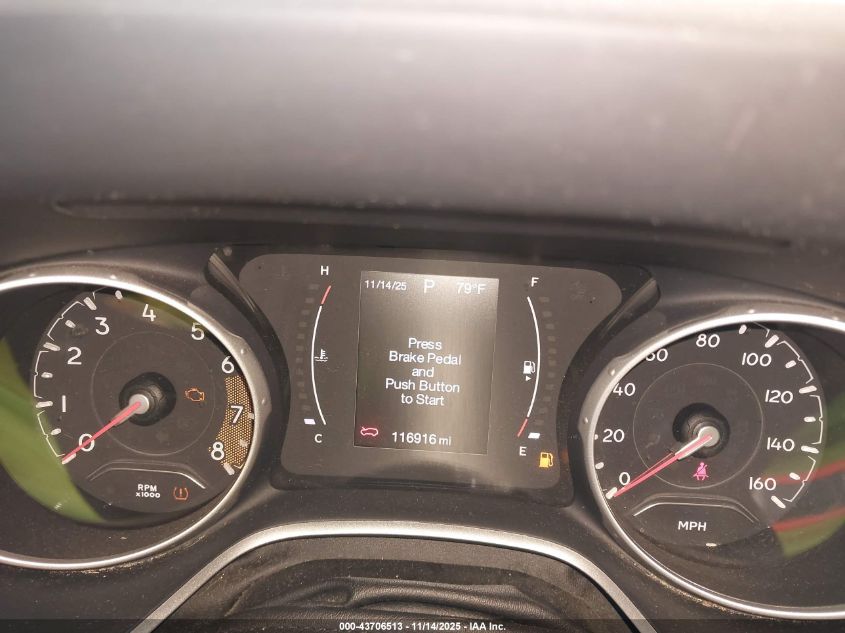 H
F
11/14/25 P 79°F
Press
Brake Pedal
and
Push Button
to Start
116916 mi
C
E
0
1
2
3
4
5
6
7
8
RPM
x1000
0
20
40
60
80
100
120
140
160
MPH
000-43706513 - 11/14/2025 - IAA Inc.